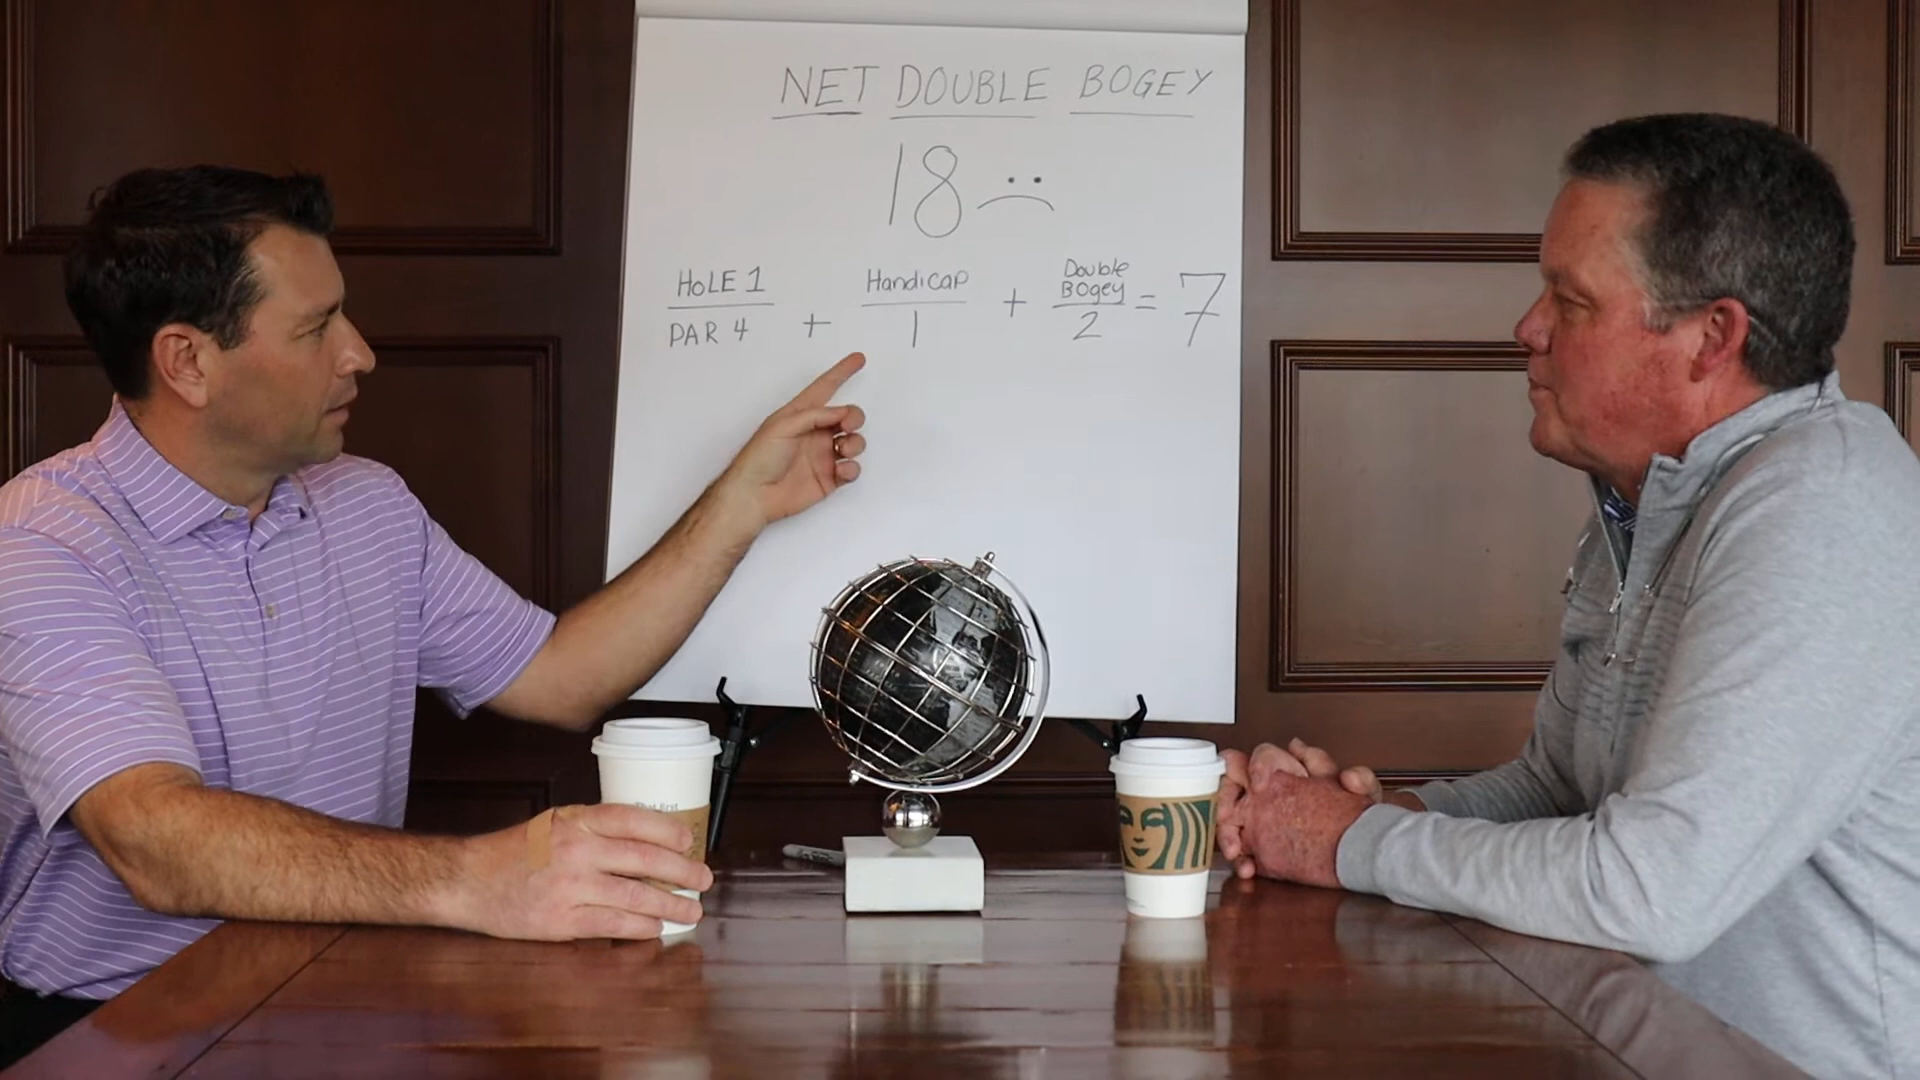 NET DOUBLE BOGEY
18
HOLE 1 Handicap Double Bogey
PAR 4 + 1 + 2 = 7